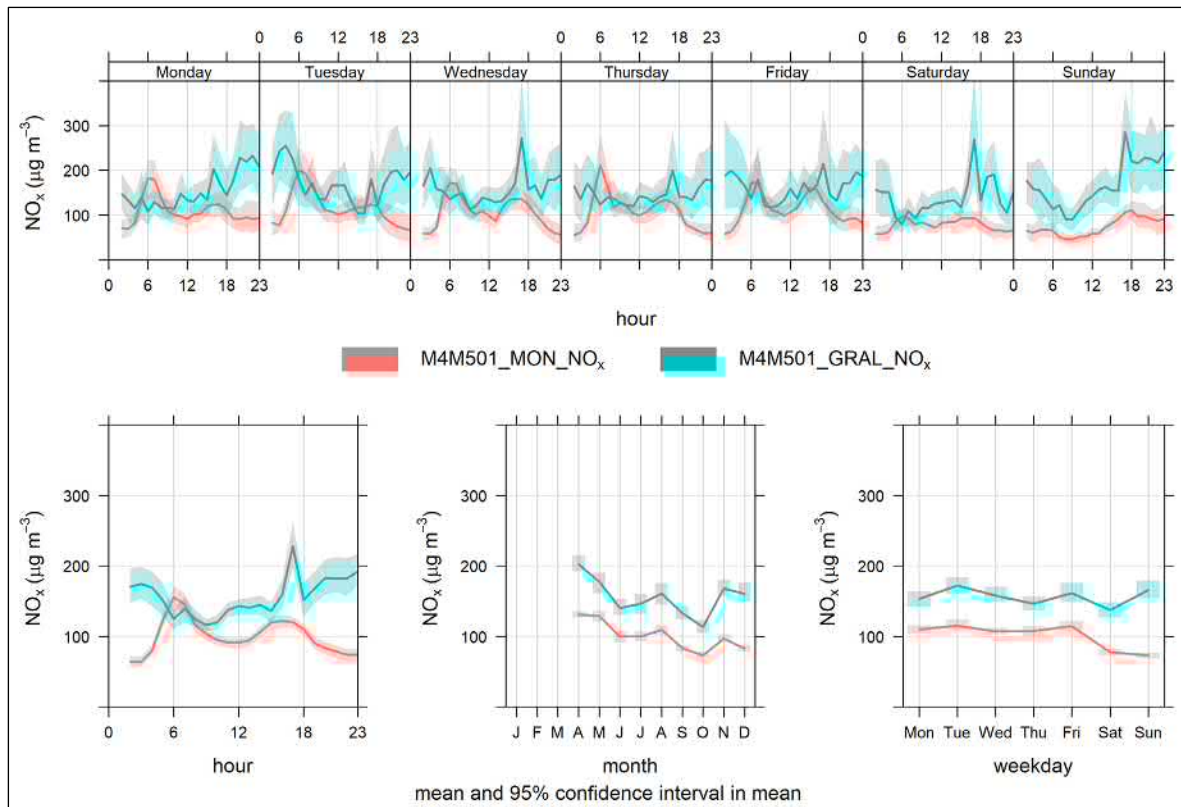 0 6 12 18 23 0 6 12 18 23 0 6 12 18 23
Monday Tuesday Wednesday Thursday Friday Saturday Sunday
NOx (µg m−3)
300
200
100
0 6 12 18 23 0 6 12 18 23 0 6 12 18 23 0 6 12 18 23
hour
M4M501_MON_NOx M4M501_GRAL_NOx
NOx (µg m−3)
300
200
100
0 6 12 18 23
hour
NOx (µg m−3)
300
200
100
J F M A M J J A S O N D
month
NOx (µg m−3)
300
200
100
Mon Tue Wed Thu Fri Sat Sun
weekday
mean and 95% confidence interval in mean